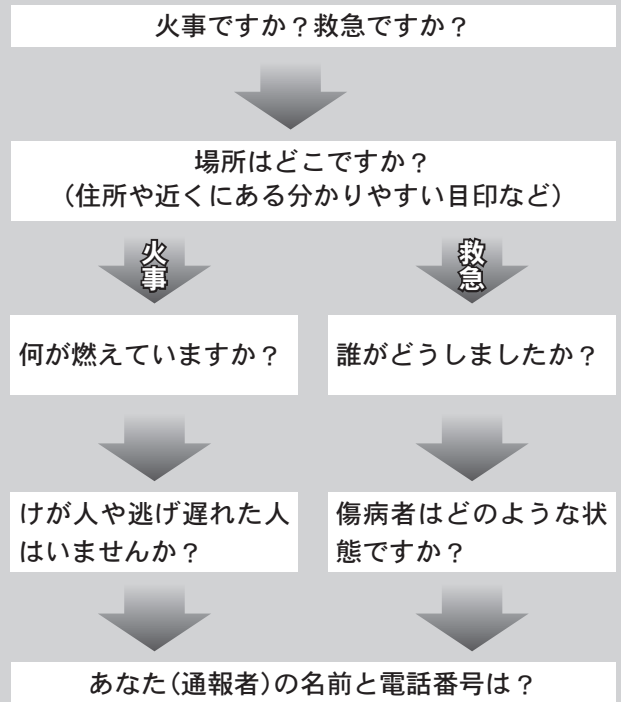 火事ですか？救急ですか？
場所はどこですか？
（住所や近くにある分かりやすい目印など）
火事
救急
何が燃えていますか？
誰がどうしましたか？
けが人や逃げ遅れた人
はいませんか？
傷病者はどのような状
態ですか？
あなた（通報者）の名前と電話番号は？